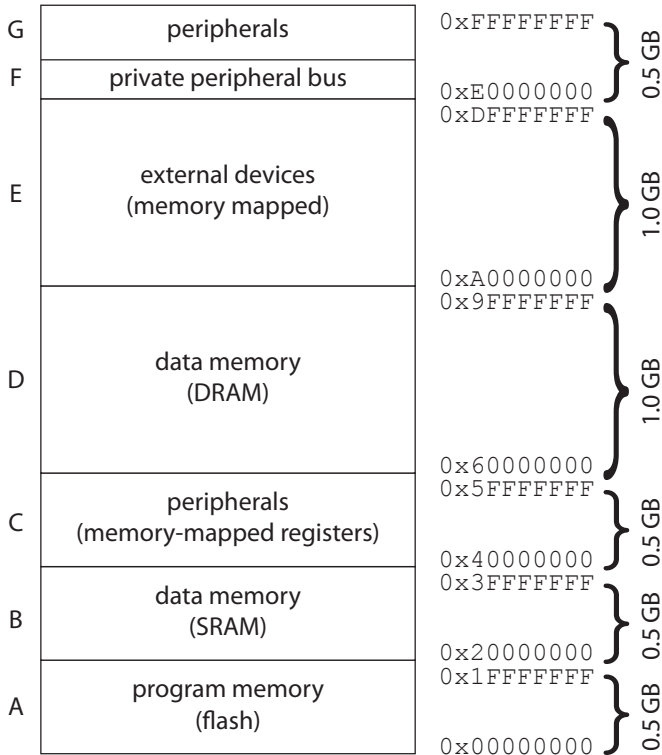 G
peripherals
0xFFFFFFFF
F
private peripheral bus
0xE0000000
0.5 GB
0xDFFFFFFF
E
external devices
(memory mapped)
1.0 GB
0xA0000000
0x9FFFFFFF
D
data memory
(DRAM)
1.0 GB
0x60000000
0x5FFFFFFF
C
peripherals
(memory-mapped registers)
0.5 GB
0x40000000
0x3FFFFFFF
B
data memory
(SRAM)
0.5 GB
0x20000000
0x1FFFFFFF
A
program memory
(flash)
0.5 GB
0x00000000